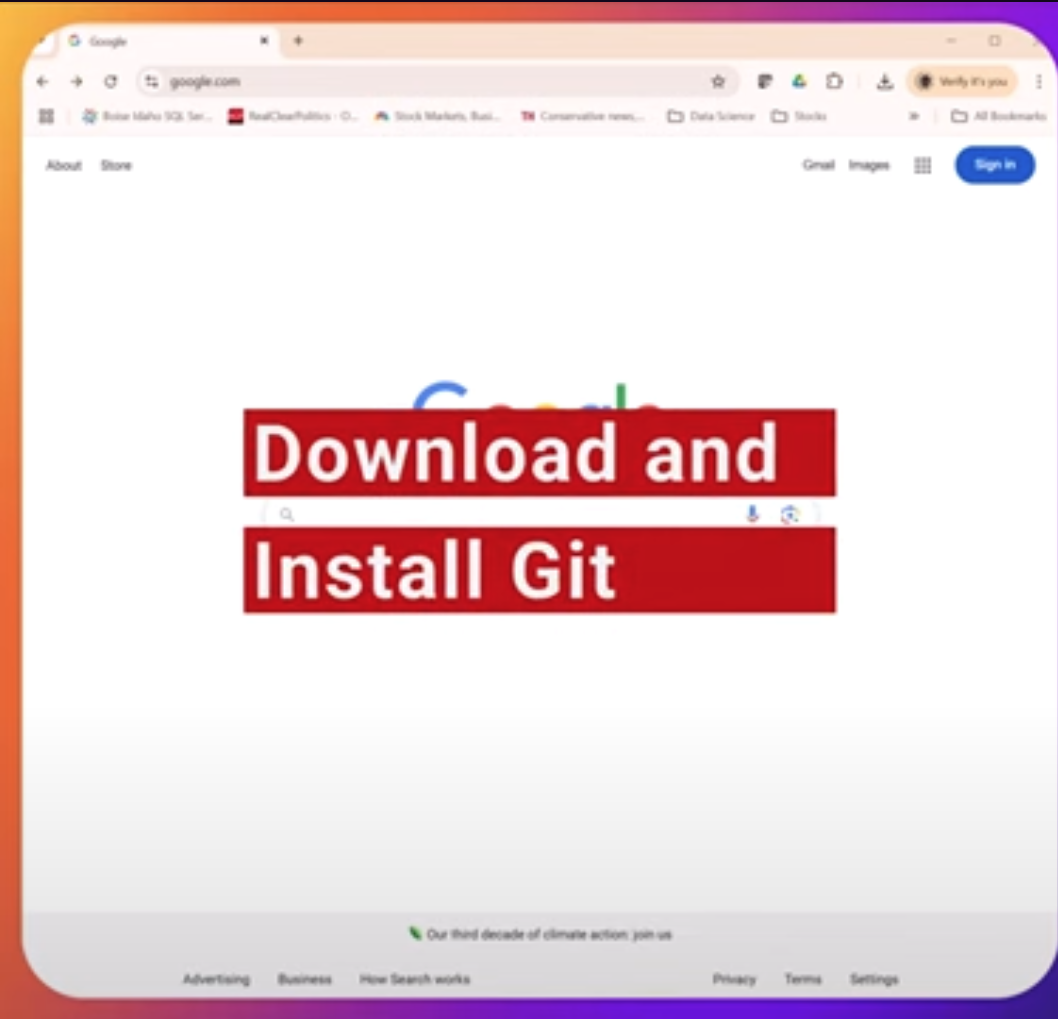 Google
google.com
Verify it's you
Boise Idaho SQL Ser...
RealClearPolitics - O...
Stock Markets, Busi...
TH Conservative news,...
Data Science
Stocks
All Bookmarks
About Store
Gmail Images
Sign in
Google
Download and
Install Git
Our third decade of climate action: join us
Advertising Business How Search works
Privacy Terms Settings